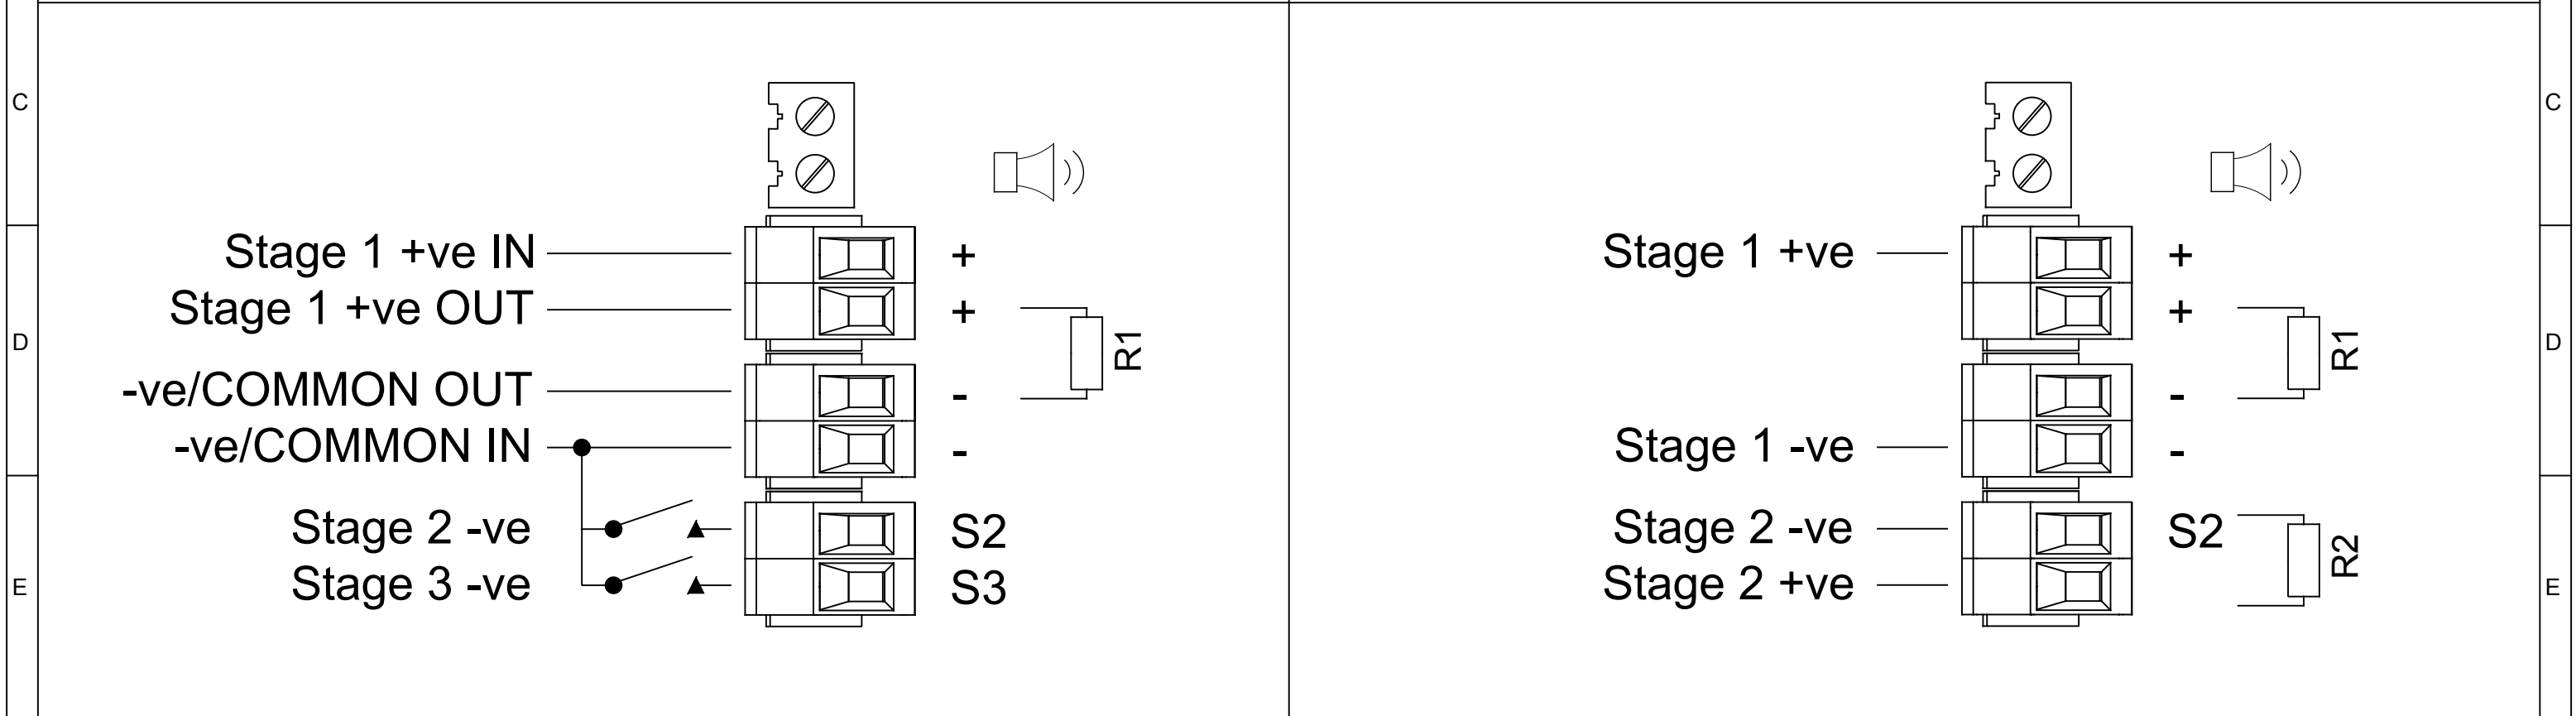 C
C
Stage 1 +ve IN +
Stage 1 +ve OUT +
R1
-ve/COMMON OUT -
-ve/COMMON IN -
Stage 2 -ve S2
Stage 3 -ve S3
D
E
Stage 1 +ve +
+
R1
-
Stage 1 -ve -
Stage 2 -ve S2
Stage 2 +ve
R2
D
E